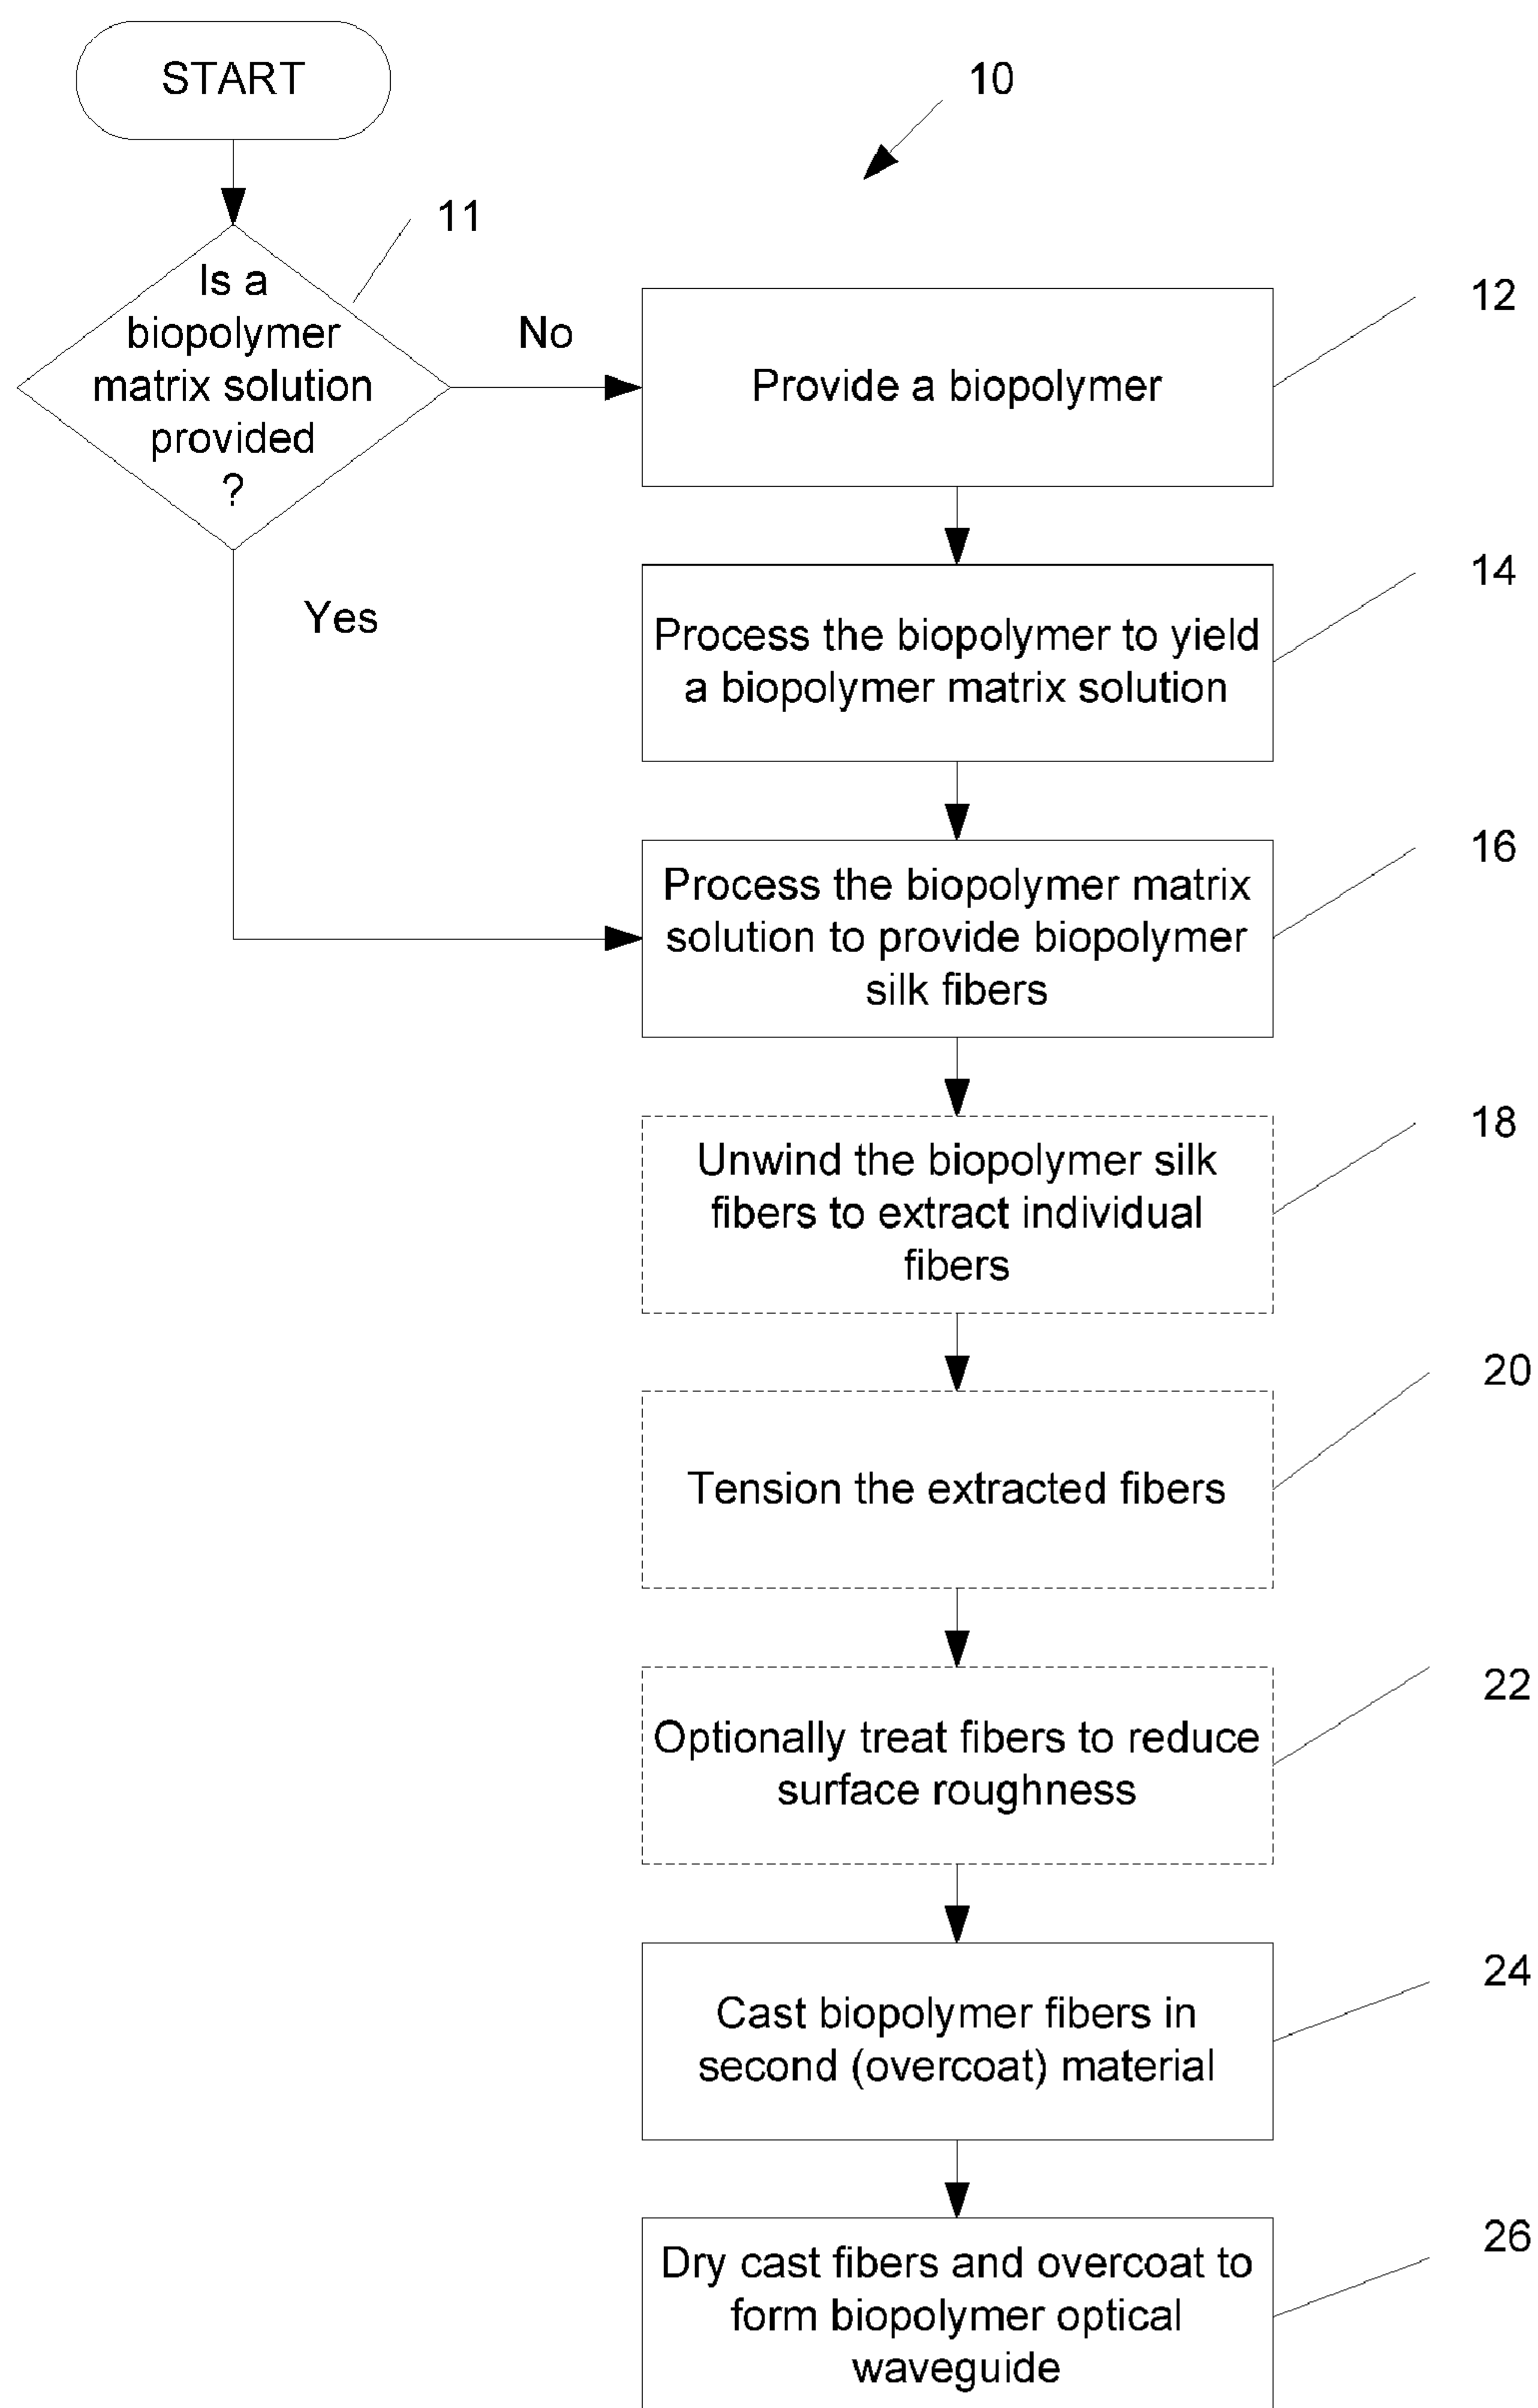 START
10
11
Is a
biopolymer
matrix solution
provided
?
No
Yes
12
Provide a biopolymer
14
Process the biopolymer to yield
a biopolymer matrix solution
16
Process the biopolymer matrix
solution to provide biopolymer
silk fibers
18
Unwind the biopolymer silk
fibers to extract individual
fibers
20
Tension the extracted fibers
22
Optionally treat fibers to reduce
surface roughness
24
Cast biopolymer fibers in
second (overcoat) material
26
Dry cast fibers and overcoat to
form biopolymer optical
waveguide